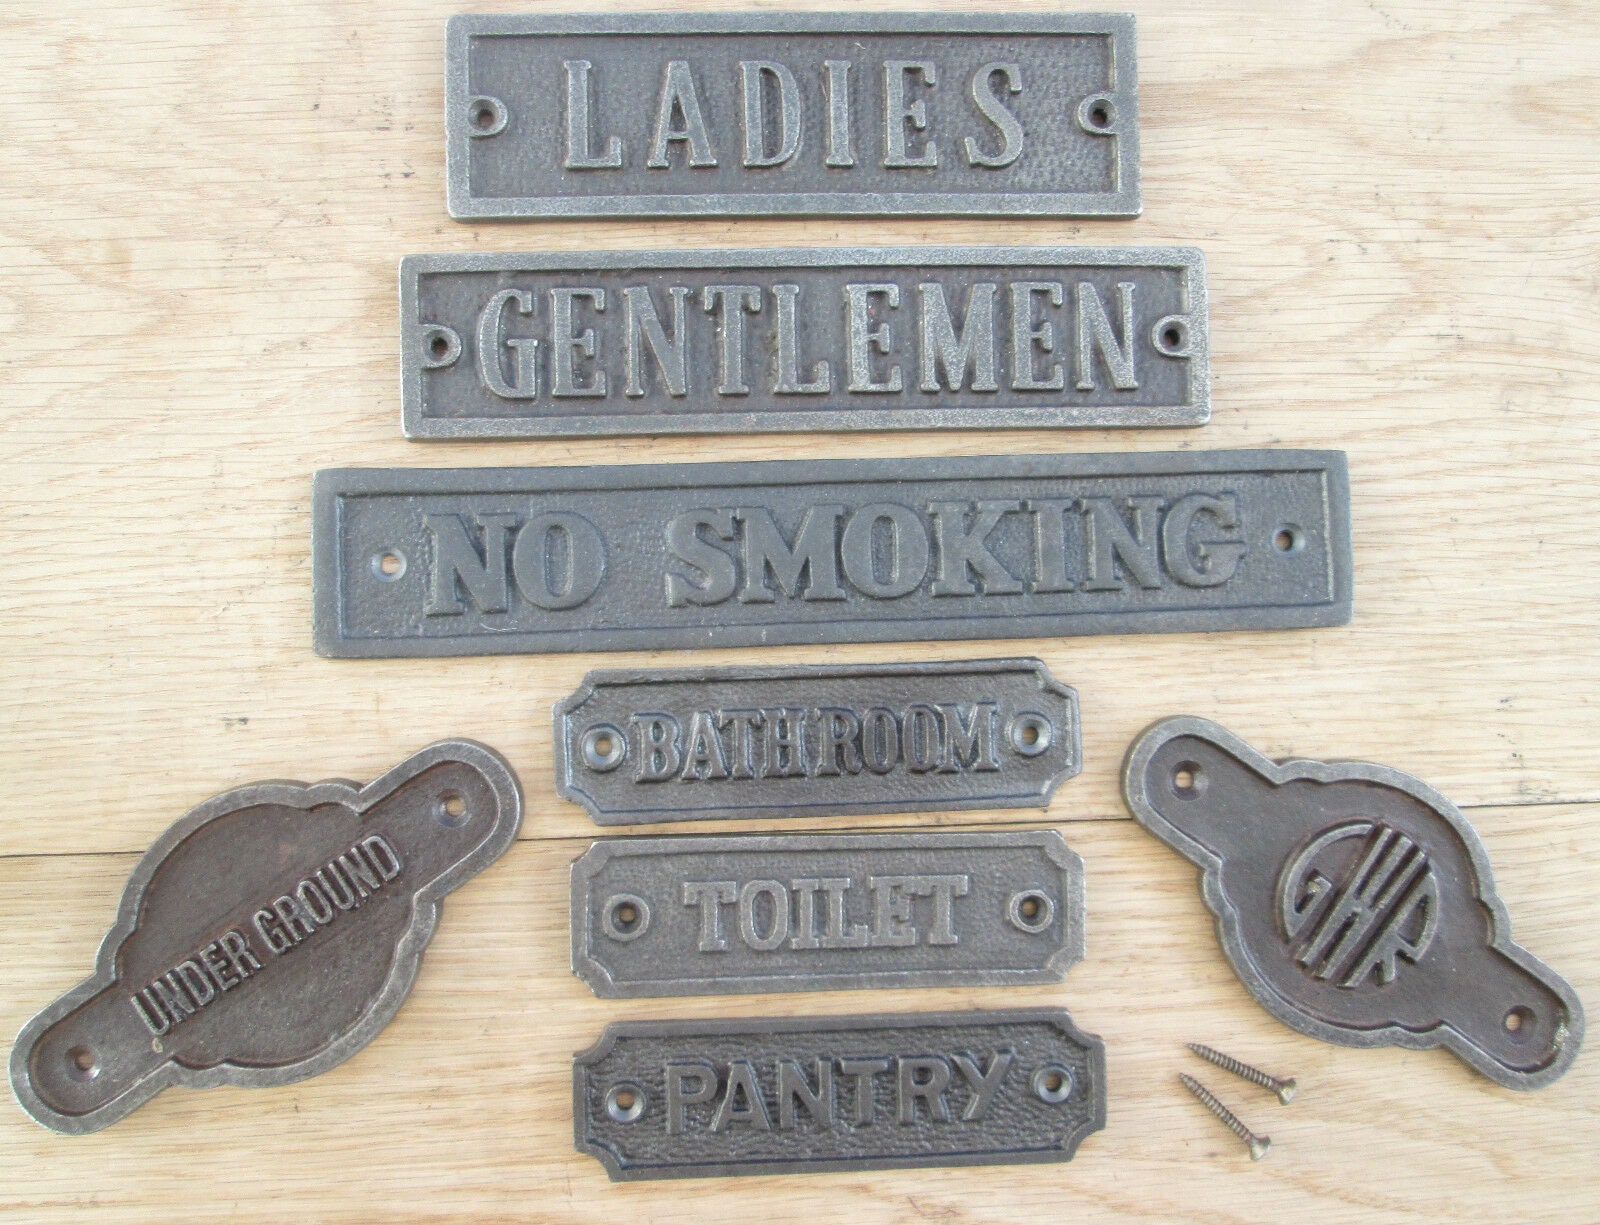 LADIES
GENTLEMEN
NO SMOKING
BATHROOM
UNDER GROUND
GWR
TOILET
PANTRY